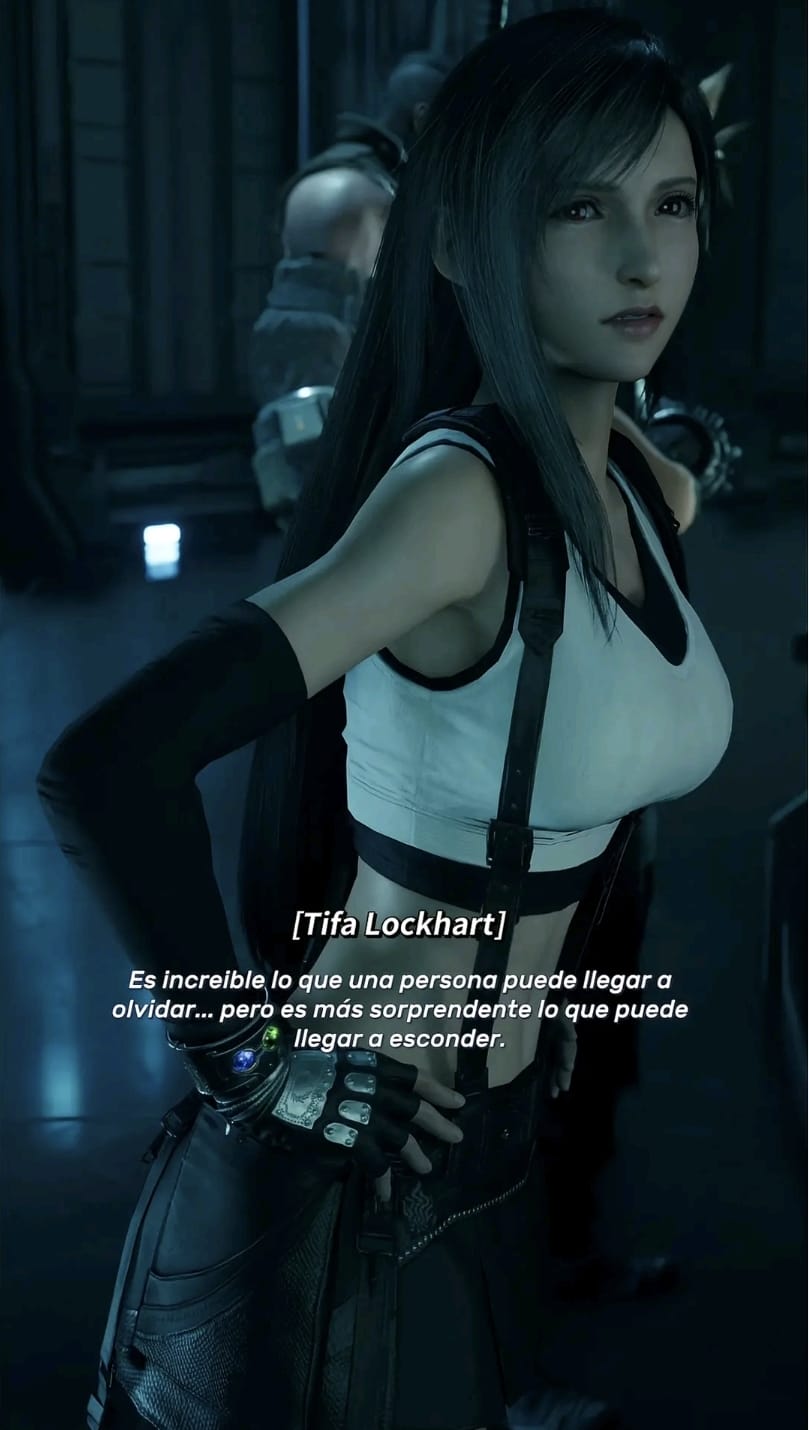 [Tifa Lockhart]
Es increible lo que una persona puede llegar a
olvidar... pero es más sorprendente lo que puede
llegar a esconder.